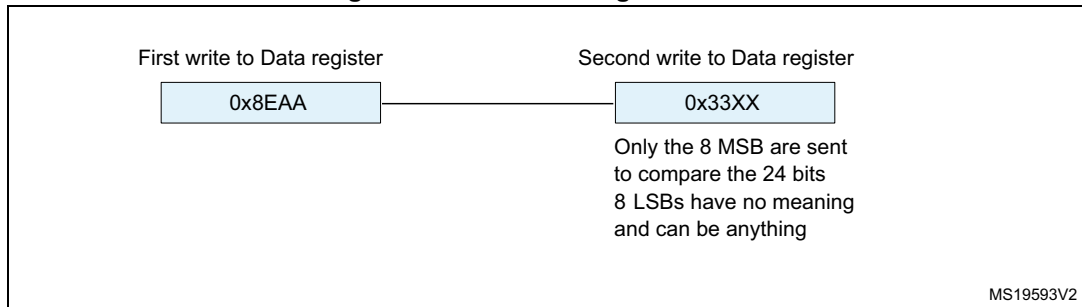 First write to Data register
Second write to Data register
0x8EAA
0x33XX
Only the 8 MSB are sent
to compare the 24 bits
8 LSBs have no meaning
and can be anything
MS19593V2